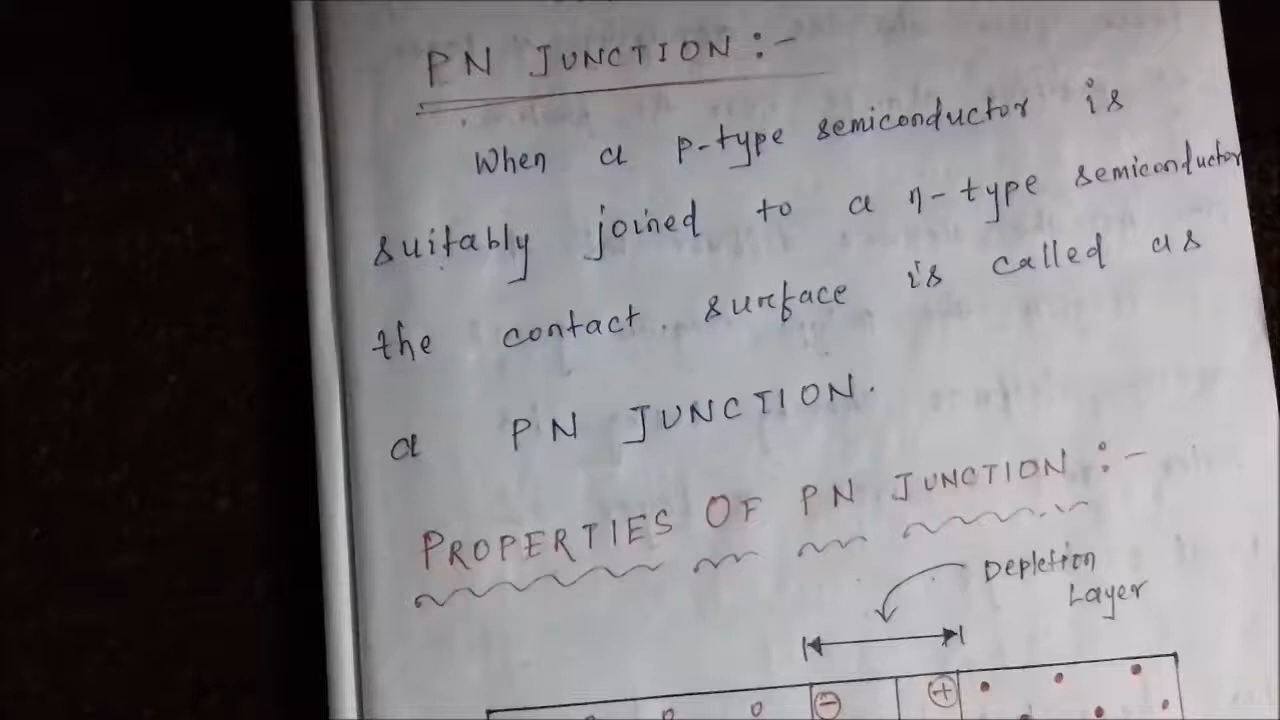 PN JUNCTION :-
When a p-type semiconductor is
suitably joined to a n-type semiconductor
the contact surface is called as
a PN JUNCTION.
PROPERTIES OF PN JUNCTION :-
Depletion
Layer
- +